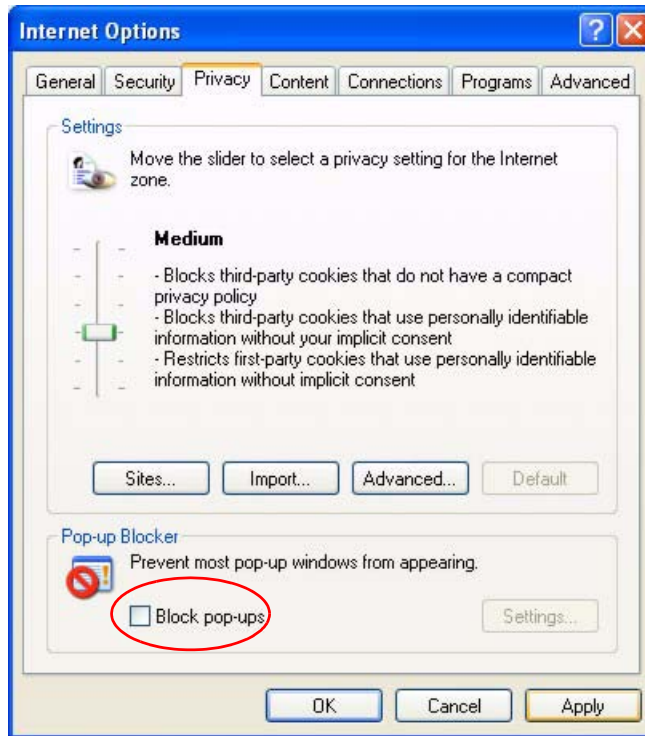 Internet Options
General Security Privacy Content Connections Programs Advanced
Settings
Move the slider to select a privacy setting for the Internet
zone.
Medium
- Blocks third-party cookies that do not have a compact
privacy policy
- Blocks third-party cookies that use personally identifiable
information without your implicit consent
- Restricts first-party cookies that use personally identifiable
information without implicit consent
Sites... Import... Advanced... Default
Pop-up Blocker
Prevent most pop-up windows from appearing.
Block pop-ups Settings...
OK Cancel Apply